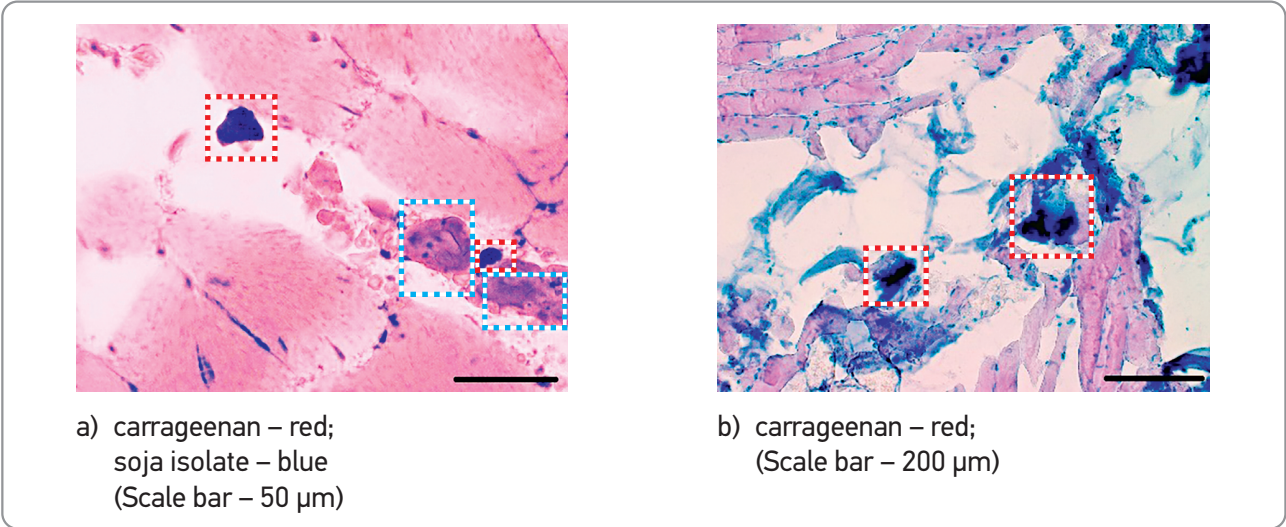 a) carrageenan – red;
soja isolate – blue
(Scale bar – 50 µm)
b) carrageenan – red;
(Scale bar – 200 µm)